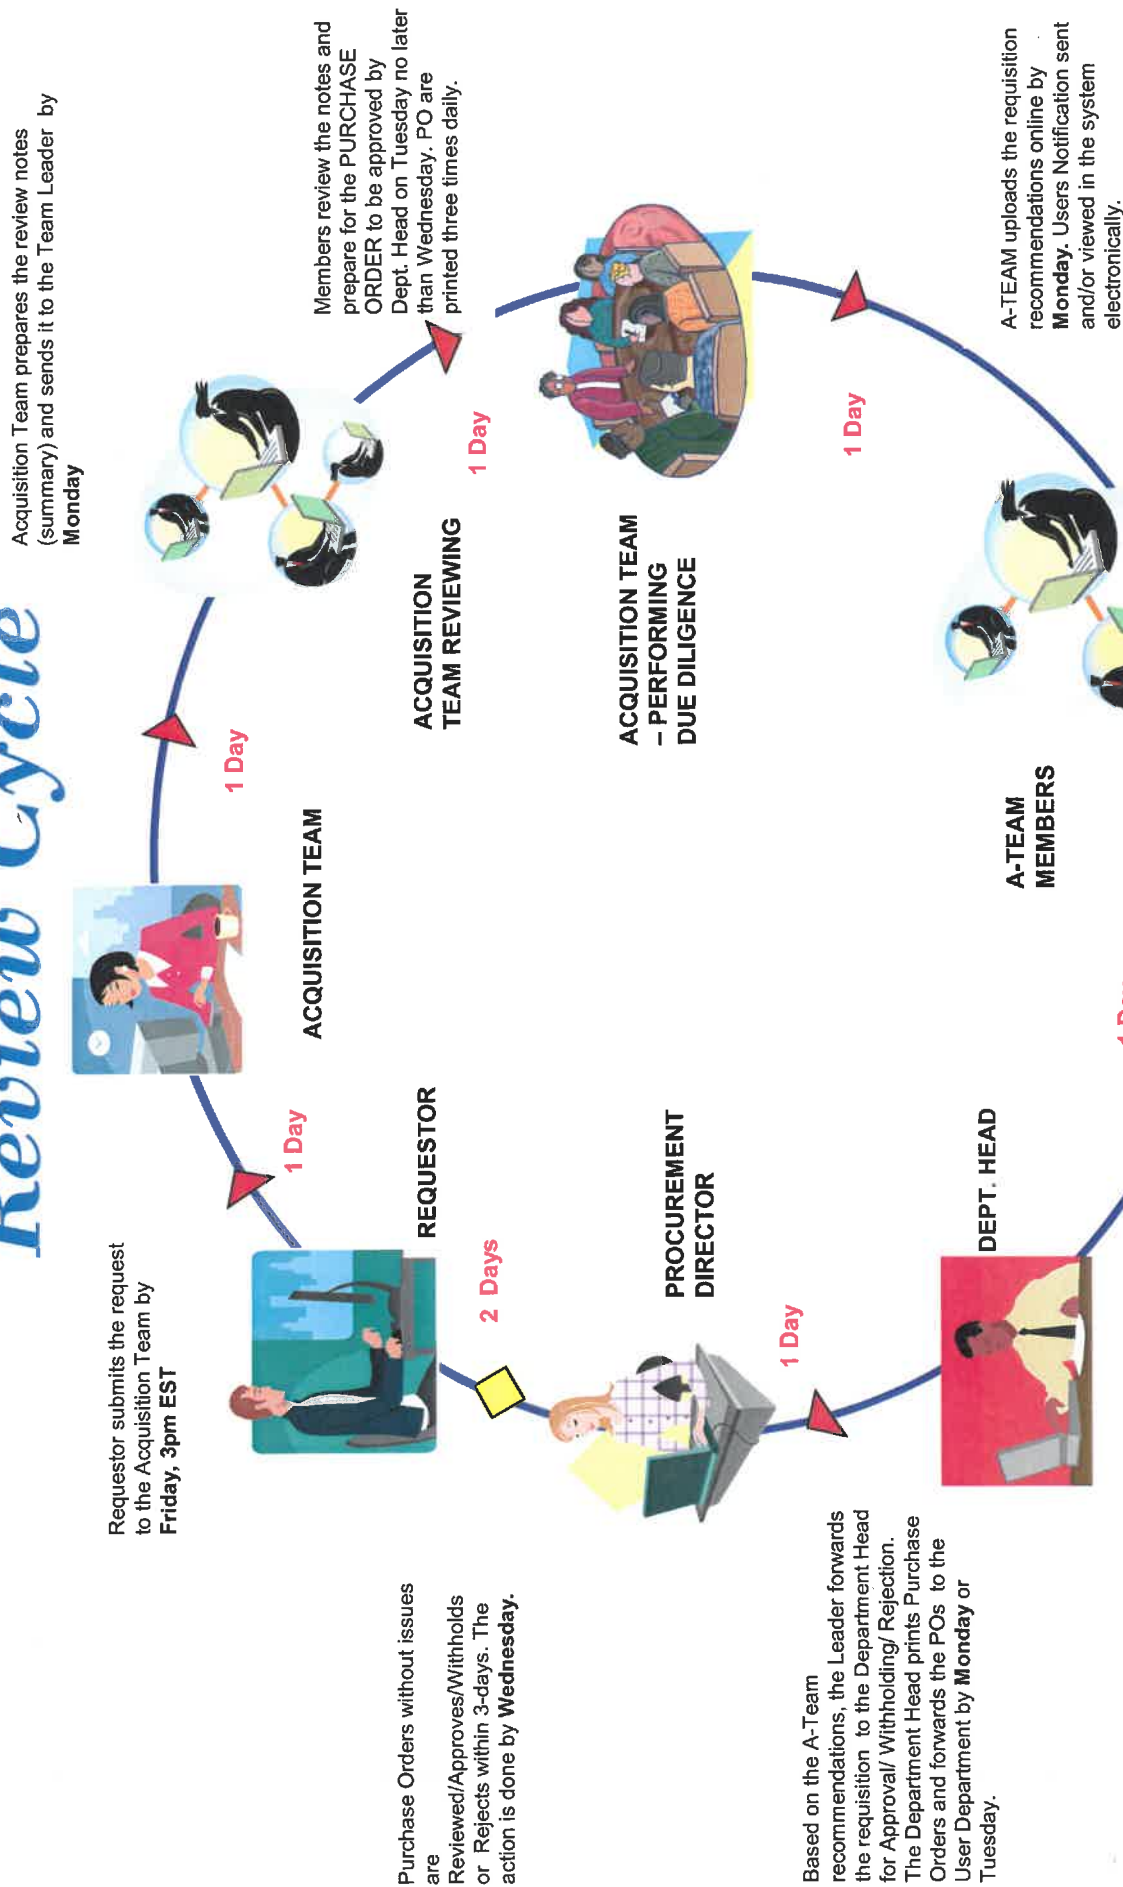 Review Cycle
Acquisition Team prepares the review notes
(summary) and sends it to the Team Leader by
Monday
Requestor submits the request
to the Acquisition Team by
Friday, 3pm EST
1 Day
1 Day
ACQUISITION TEAM
Members review the notes and
prepare for the PURCHASE
ORDER to be approved by
Dept. Head on Tuesday no later
than Wednesday. PO are
printed three times daily.
REQUESTOR
ACQUISITION
TEAM REVIEWING
1 Day
Purchase Orders without issues
are
Reviewed/Approves/Withholds
or Rejects within 3-days. The
action is done by Wednesday.
2 Days
ACQUISITION TEAM
– PERFORMING
DUE DILIGENCE
PROCUREMENT
DIRECTOR
1 Day
1 Day
Based on the A-Team
recommendations, the Leader forwards
the requisition to the Department Head
for Approval/ Withholding/ Rejection.
The Department Head prints Purchase
Orders and forwards the POs to the
User Department by Monday or
Tuesday.
DEPT. HEAD
A-TEAM
MEMBERS
A-TEAM uploads the requisition
recommendations online by
Monday. Users Notification sent
and/or viewed in the system
electronically.